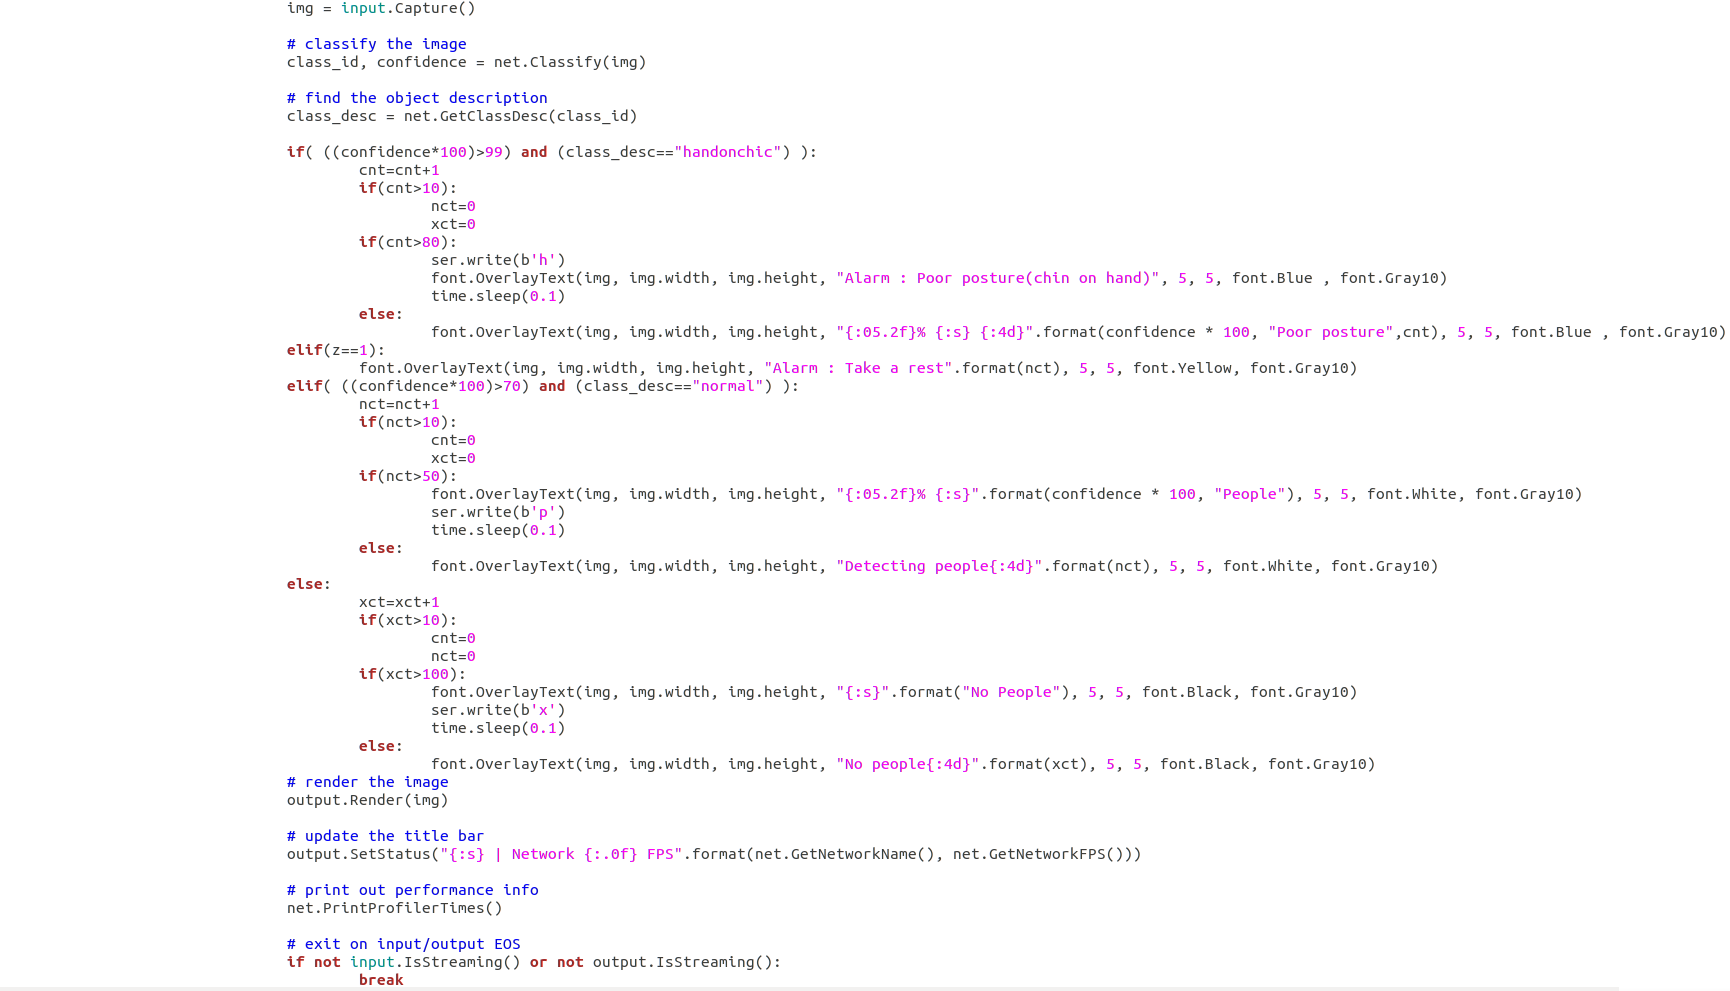 img = input.Capture()
# classify the image
class_id, confidence = net.Classify(img)
# find the object description
class_desc = net.GetClassDesc(class_id)
if( ((confidence*100)>99) and (class_desc=="handonchic") ):
cnt=cnt+1
if(cnt>10):
nct=0
xct=0
if(cnt>80):
ser.write(b'h')
font.OverlayText(img, img.width, img.height, "Alarm : Poor posture(chin on hand)", 5, 5, font.Blue , font.Gray10)
time.sleep(0.1)
else:
font.OverlayText(img, img.width, img.height, "{:05.2f}% {:s} {:4d}".format(confidence * 100, "Poor posture",cnt), 5, 5, font.Blue , font.Gray10)
elif(z==1):
font.OverlayText(img, img.width, img.height, "Alarm : Take a rest".format(nct), 5, 5, font.Yellow, font.Gray10)
elif( ((confidence*100)>70) and (class_desc=="normal") ):
nct=nct+1
if(nct>10):
cnt=0
xct=0
if(nct>50):
font.OverlayText(img, img.width, img.height, "{:05.2f}% {:s}".format(confidence * 100, "People"), 5, 5, font.White, font.Gray10)
ser.write(b'p')
time.sleep(0.1)
else:
font.OverlayText(img, img.width, img.height, "Detecting people{:4d}".format(nct), 5, 5, font.White, font.Gray10)
else:
xct=xct+1
if(xct>10):
cnt=0
nct=0
if(xct>100):
font.OverlayText(img, img.width, img.height, "{:s}".format("No People"), 5, 5, font.Black, font.Gray10)
ser.write(b'x')
time.sleep(0.1)
else:
font.OverlayText(img, img.width, img.height, "No people{:4d}".format(xct), 5, 5, font.Black, font.Gray10)
# render the image
output.Render(img)
# update the title bar
output.SetStatus("{:s} | Network {:.0f} FPS".format(net.GetNetworkName(), net.GetNetworkFPS()))
# print out performance info
net.PrintProfilerTimes()
# exit on input/output EOS
if not input.IsStreaming() or not output.IsStreaming():
break